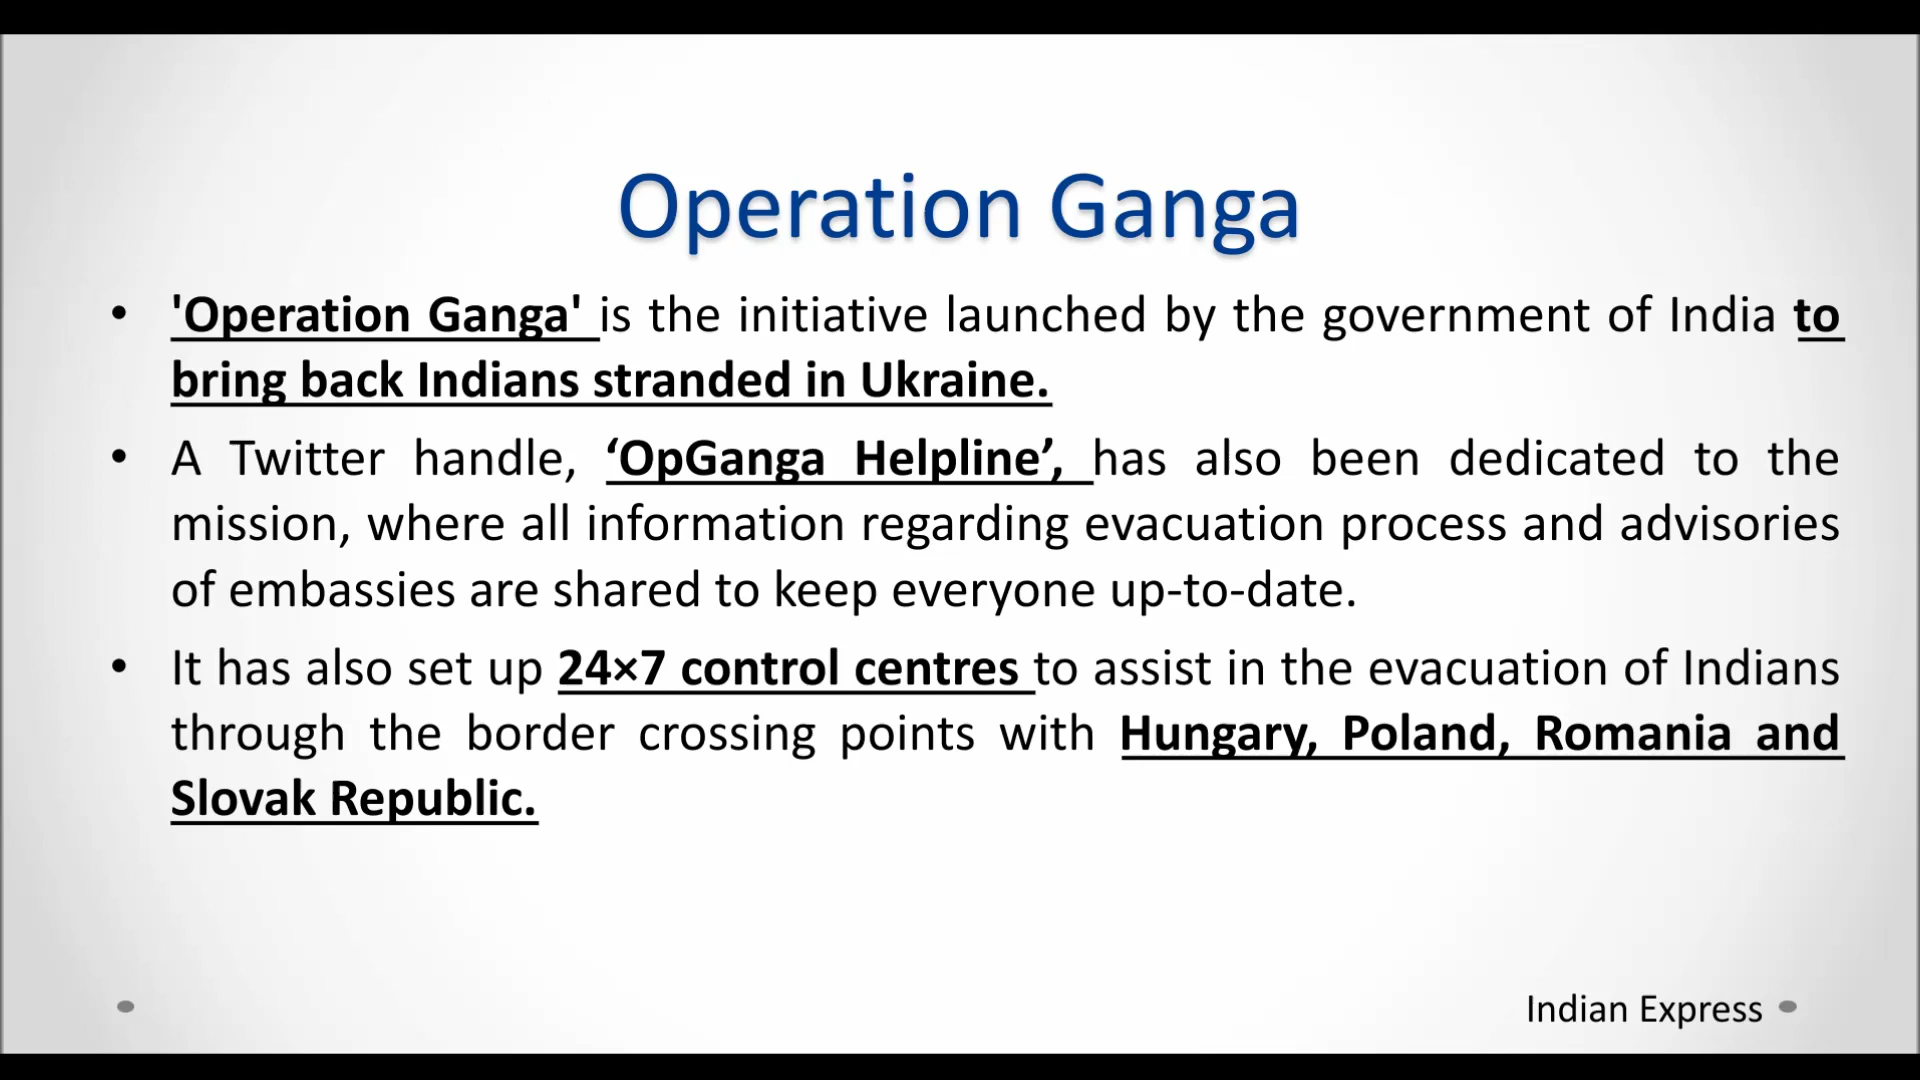 Operation Ganga
• 'Operation Ganga' is the initiative launched by the government of India to
bring back Indians stranded in Ukraine.
• A Twitter handle, ‘OpGanga Helpline’, has also been dedicated to the
mission, where all information regarding evacuation process and advisories
of embassies are shared to keep everyone up-to-date.
• It has also set up 24×7 control centres to assist in the evacuation of Indians
through the border crossing points with Hungary, Poland, Romania and
Slovak Republic.
Indian Express